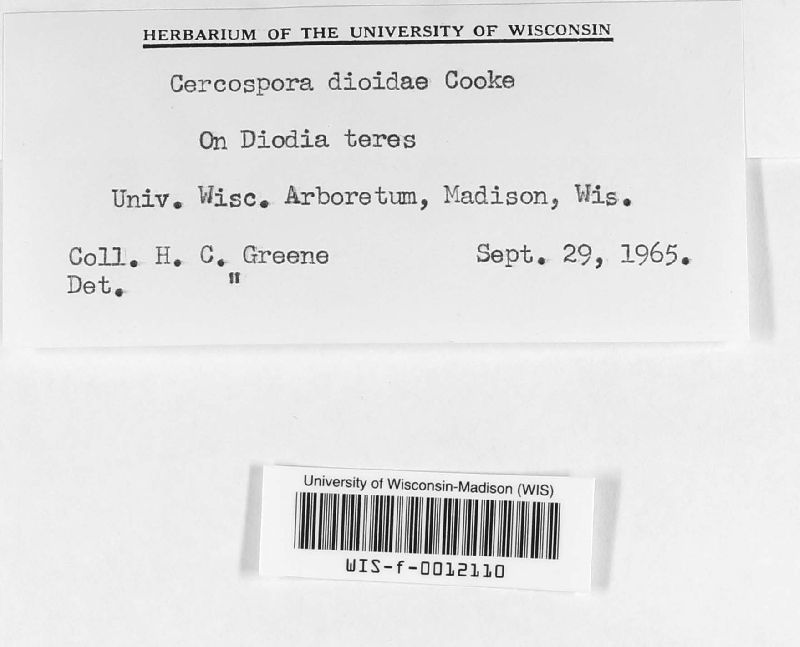 HERBARIUM OF THE UNIVERSITY OF WISCONSIN
Cercospora dioidae Cooke
On Diodia teres
Univ. Wisc. Arboretum, Madison, Wis.
Coll. H. C. Greene Sept. 29, 1965.
Det. "
University of Wisconsin-Madison (WIS)
WIS-f-0012110